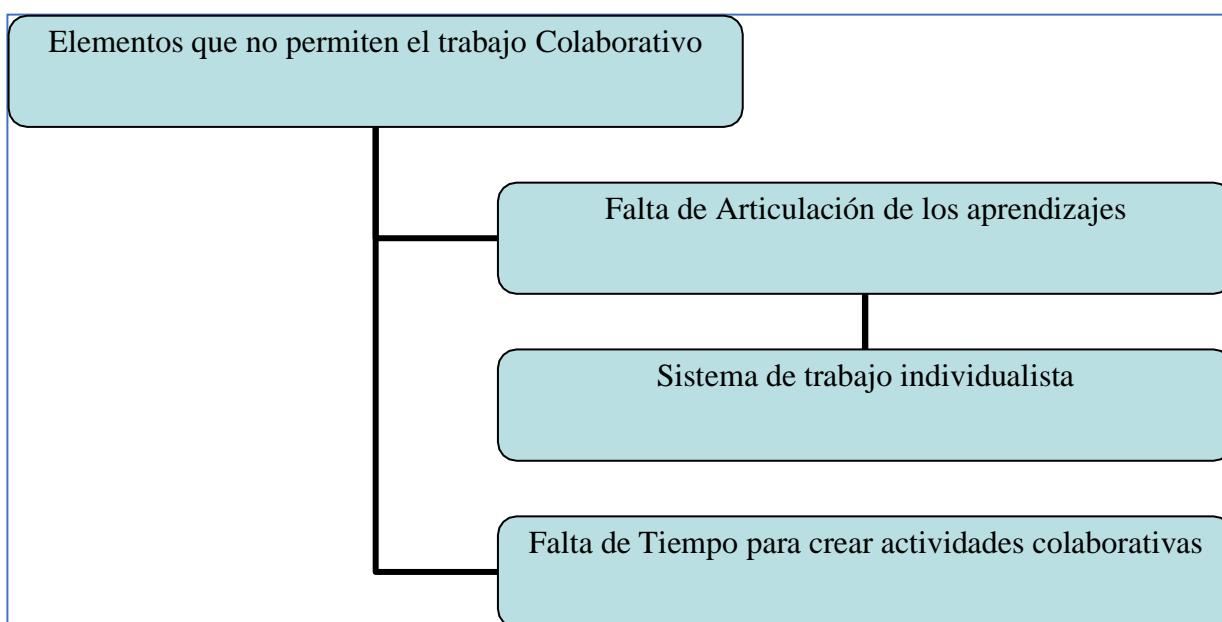 Elementos que no permiten el trabajo Colaborativo
Falta de Articulación de los aprendizajes
Sistema de trabajo individualista
Falta de Tiempo para crear actividades colaborativas